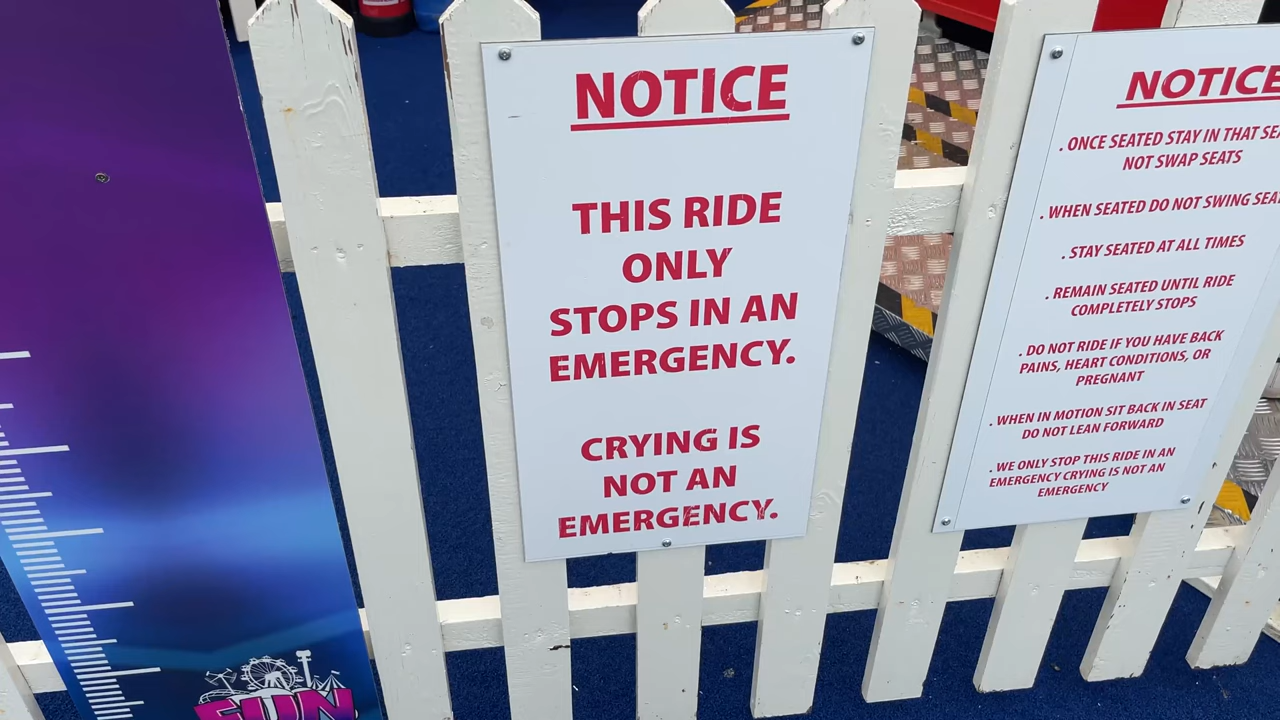 NOTICE
THIS RIDE
ONLY
STOPS IN AN
EMERGENCY.
CRYING IS
NOT AN
EMERGENCY.
NOTICE
. ONCE SEATED STAY IN THAT
NOT SWAP SEATS
. WHEN SEATED DO NOT SWING
. STAY SEATED AT ALL TIMES
. REMAIN SEATED UNTIL RIDE
COMPLETELY STOPS
. DO NOT RIDE IF YOU HAVE BACK
PAINS, HEART CONDITIONS, OR
PREGNANT
. WHEN IN MOTION SIT BACK IN SEAT
DO NOT LEAN FORWARD
. WE ONLY STOP THIS RIDE IN AN
EMERGENCY CRYING IS NOT AN
EMERGENCY
FUN